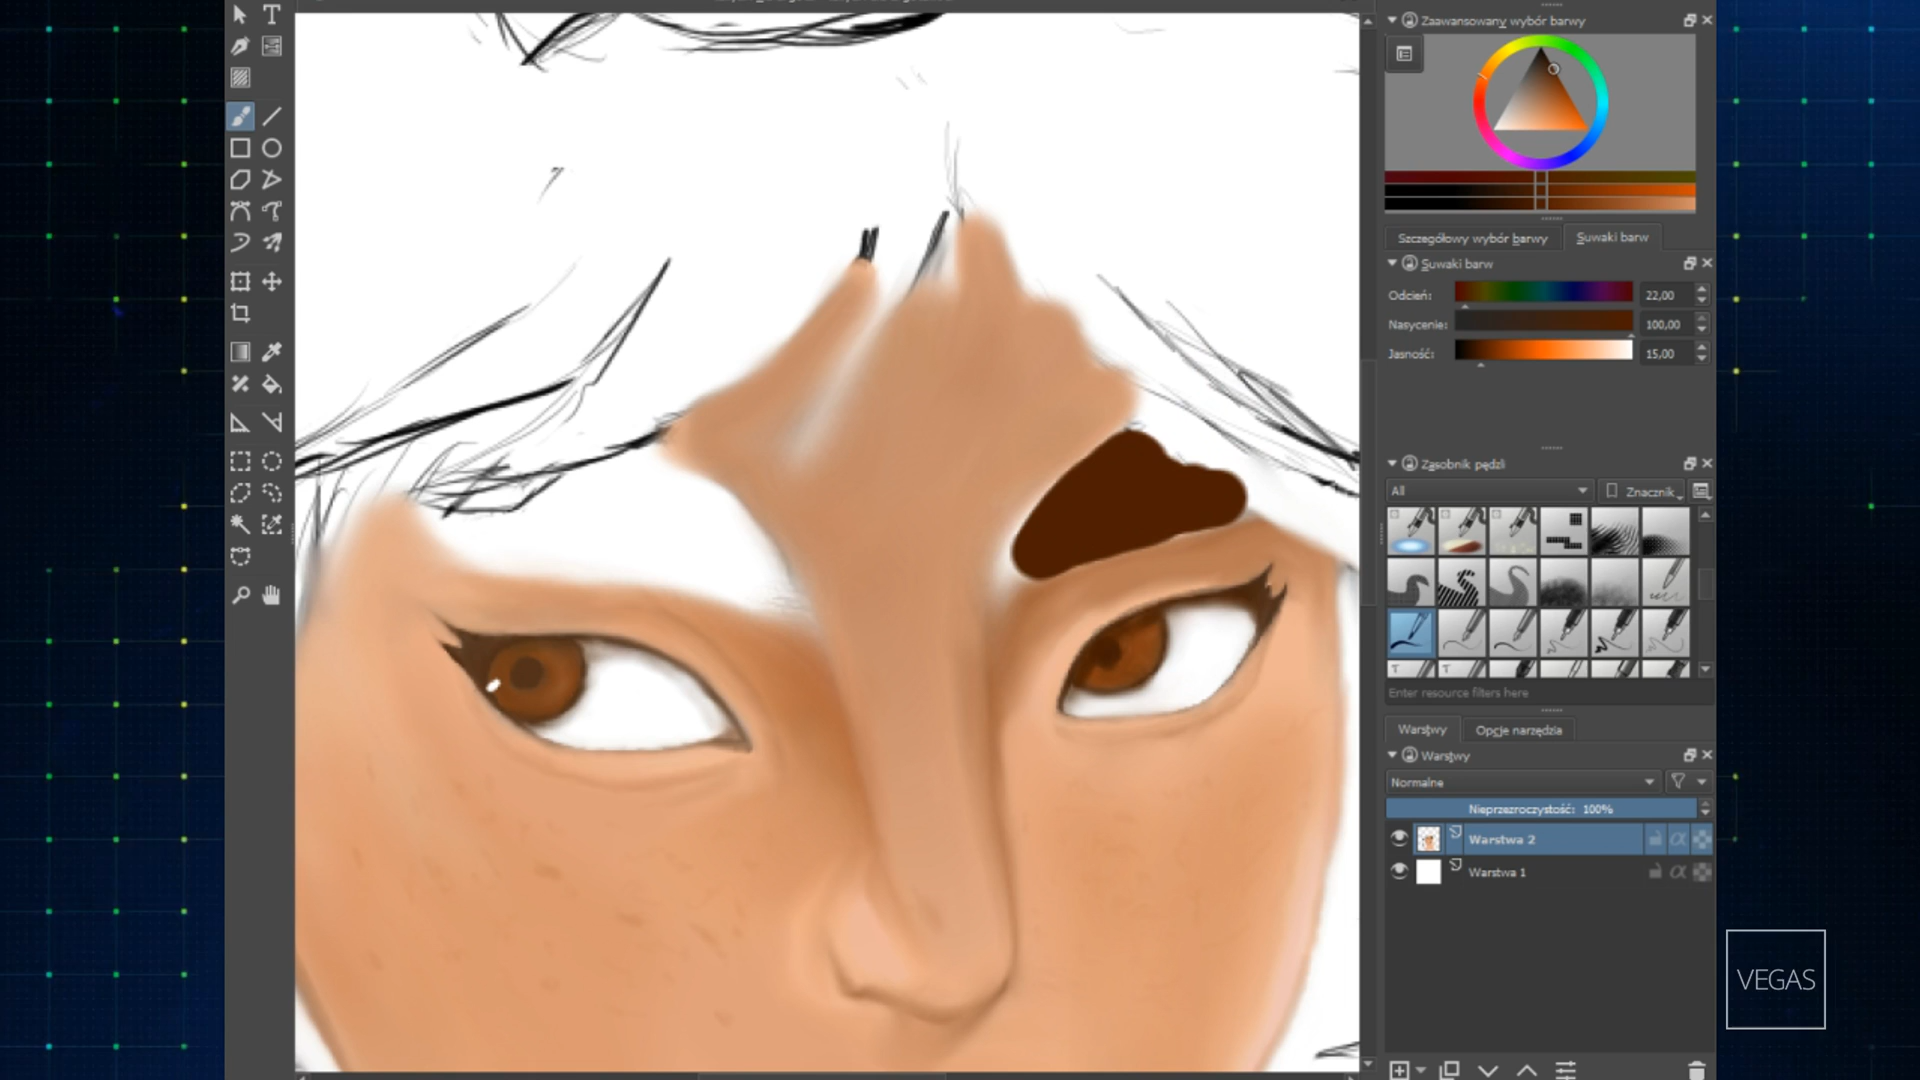 Zaawansowany wybór barwy
Szczegółowy wybór barwy
Suwaki barw
Suwaki barw
Odcień:
22,00
Nasycenie:
100,00
Jasność:
15,00
Zasobnik pędzli
All
Znacznik
Enter resource filters here
Warstwy
Opcje narzędzia
Warstwy
Normalne
Nieprzezroczystość: 100%
Warstwa 2
Warstwa 1
VEGAS